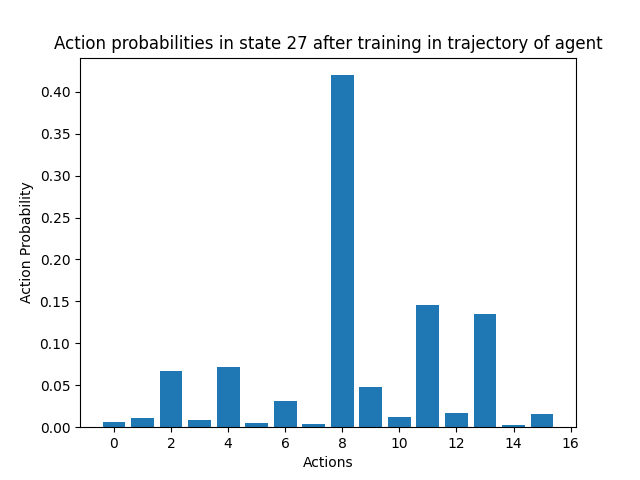 Action probabilities in state 27 after training in trajectory of agent
0.40
0.35
0.30
0.25
0.20
0.15
0.10
0.05
0.00
Action Probability
0 2 4 6 8 10 12 14 16
Actions